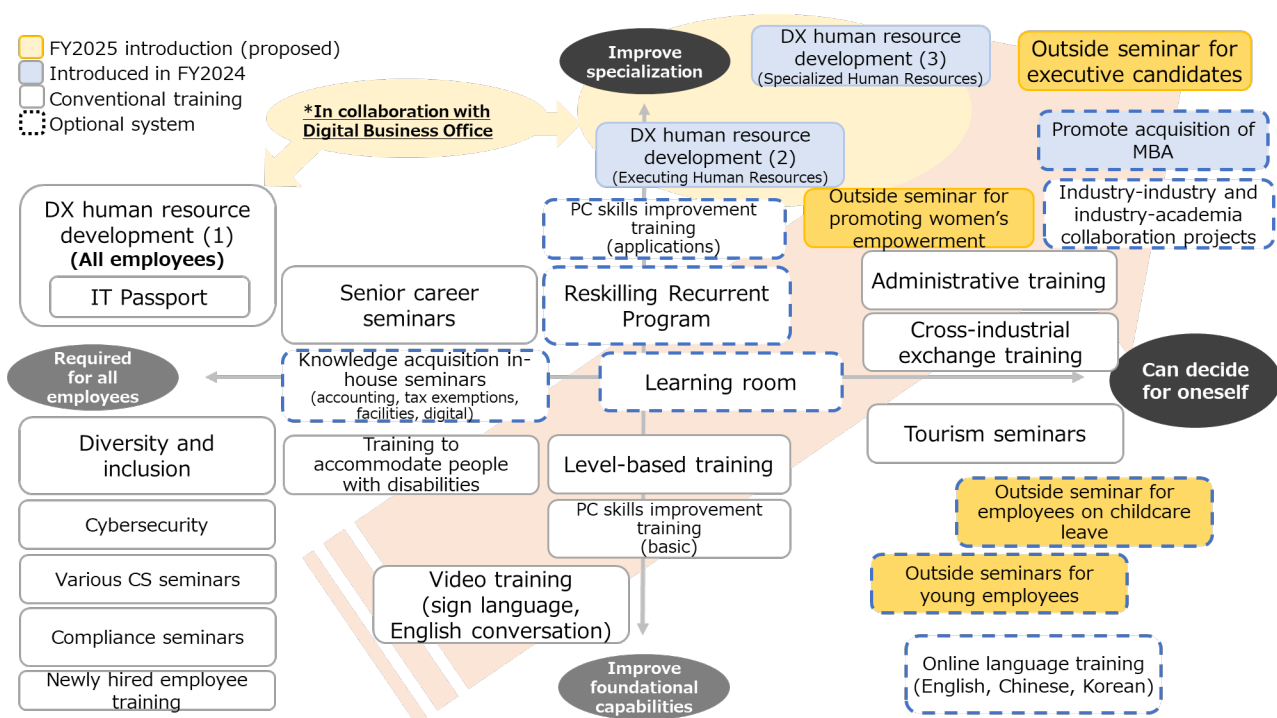 FY2025 introduction (proposed)
Introduced in FY2024
Conventional training
Optional system
*In collaboration with
Digital Business Office
Improve
specialization
DX human resource
development (3)
(Specialized Human Resources)
Outside seminar for
executive candidates
DX human resource
development (2)
(Executing Human Resources)
Promote acquisition of
MBA
DX human resource
development (1)
(All employees)
IT Passport
PC skills improvement
training
(applications)
Outside seminar for
promoting women’s
empowerment
Industry-industry and
industry-academia
collaboration projects
Senior career
seminars
Reskilling Recurrent
Program
Administrative training
Cross-industrial
exchange training
Required
for all
employees
Knowledge acquisition in-
house seminars
(accounting, tax exemptions,
facilities, digital)
Learning room
Can decide
for oneself
Diversity and
inclusion
Training to
accommodate people
with disabilities
Level-based training
Tourism seminars
Cybersecurity
PC skills improvement
training
(basic)
Outside seminar for
employees on childcare
leave
Various CS seminars
Video training
(sign language,
English conversation)
Outside seminars for
young employees
Compliance seminars
Newly hired employee
training
Improve
foundational
capabilities
Online language training
(English, Chinese, Korean)